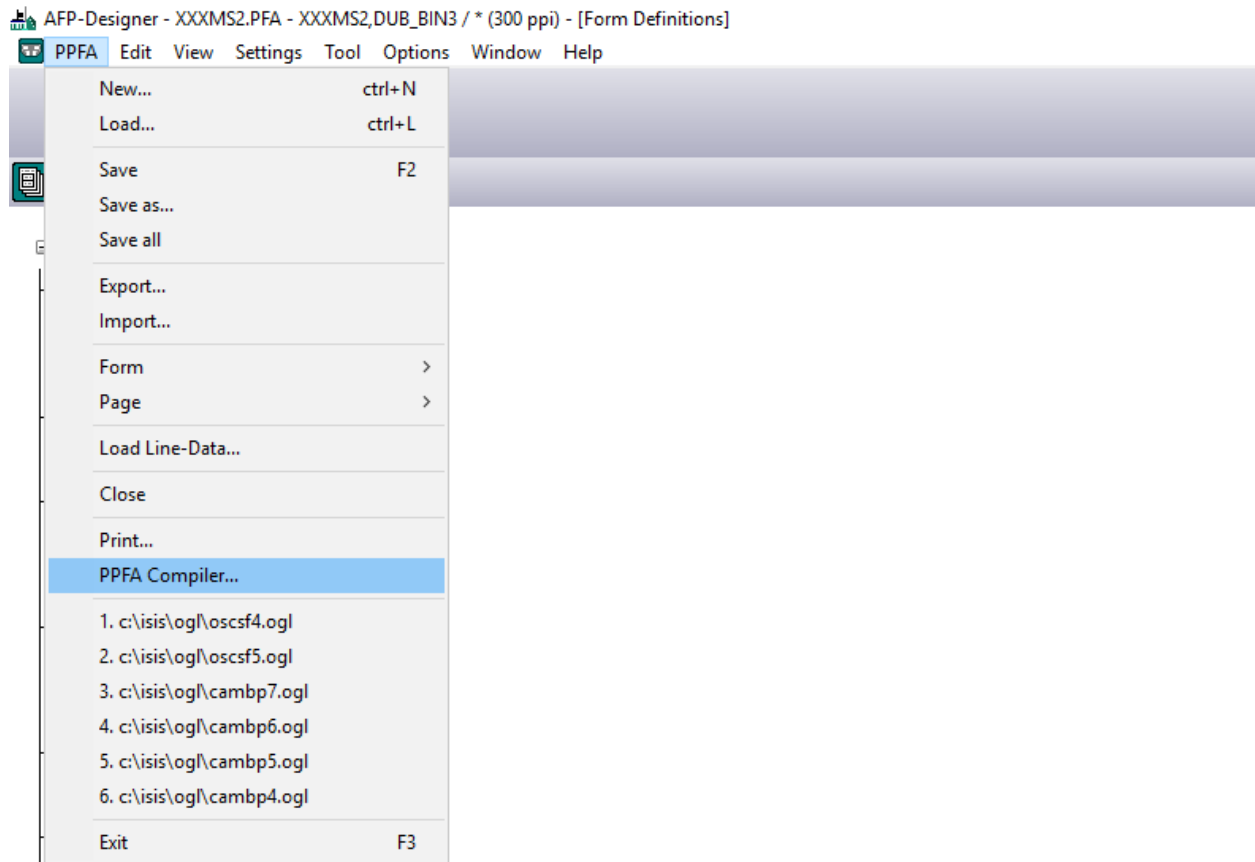 AFP-Designer - XXXMS2.PFA - XXXMS2,DUB_BIN3 / * (300 ppi) - [Form Definitions]
PPFA Edit View Settings Tool Options Window Help
New... ctrl+N
Load... ctrl+L
Save F2
Save as...
Save all
Export...
Import...
Form >
Page >
Load Line-Data...
Close
Print...
PPFA Compiler...
1. c:\isis\ogl\oscsf4.ogl
2. c:\isis\ogl\oscsf5.ogl
3. c:\isis\ogl\cambp7.ogl
4. c:\isis\ogl\cambp6.ogl
5. c:\isis\ogl\cambp5.ogl
6. c:\isis\ogl\cambp4.ogl
Exit F3